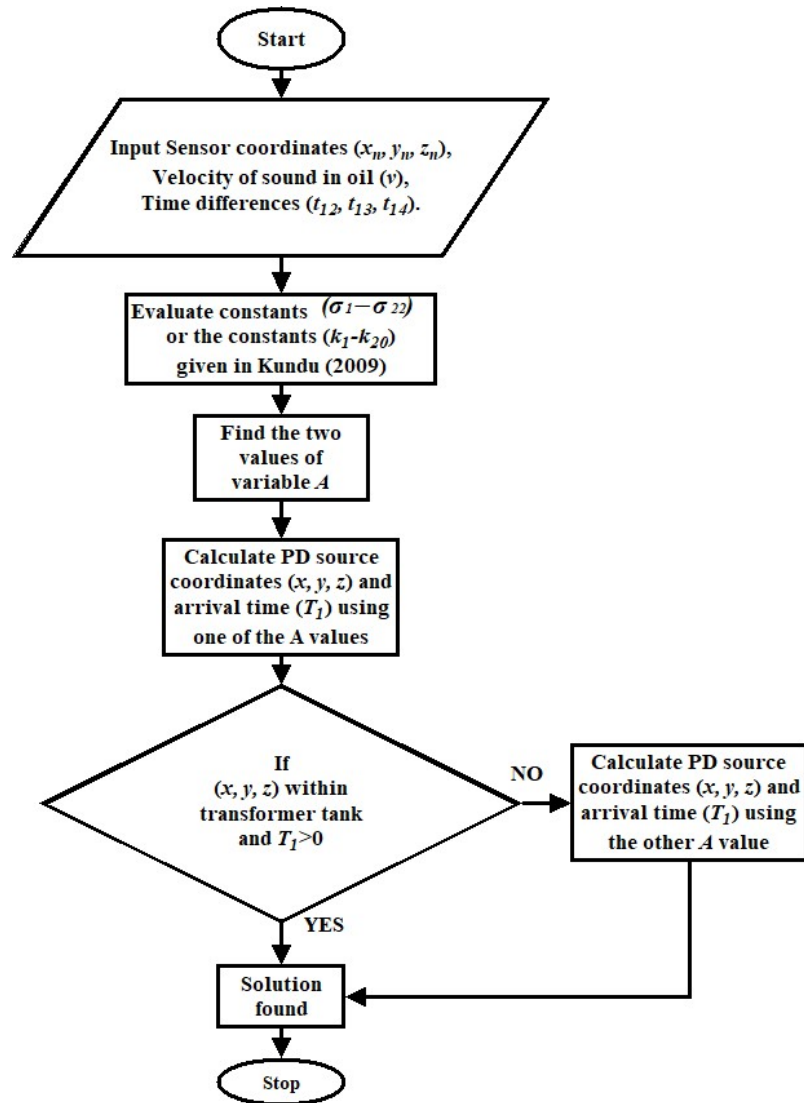 Start
Input Sensor coordinates (xₙ, yₙ, zₙ),
Velocity of sound in oil (v),
Time differences (t₁₂, t₁₃, t₁₄).
Evaluate constants (σ₁−σ₂₂)
or the constants (k₁-k₂₀)
given in Kundu (2009)
Find the two
values of
variable A
Calculate PD source
coordinates (x, y, z) and
arrival time (T₁) using
one of the A values
If
(x, y, z) within
transformer tank
and T₁>0
NO
Calculate PD source
coordinates (x, y, z) and
arrival time (T₁) using
the other A value
YES
Solution
found
Stop